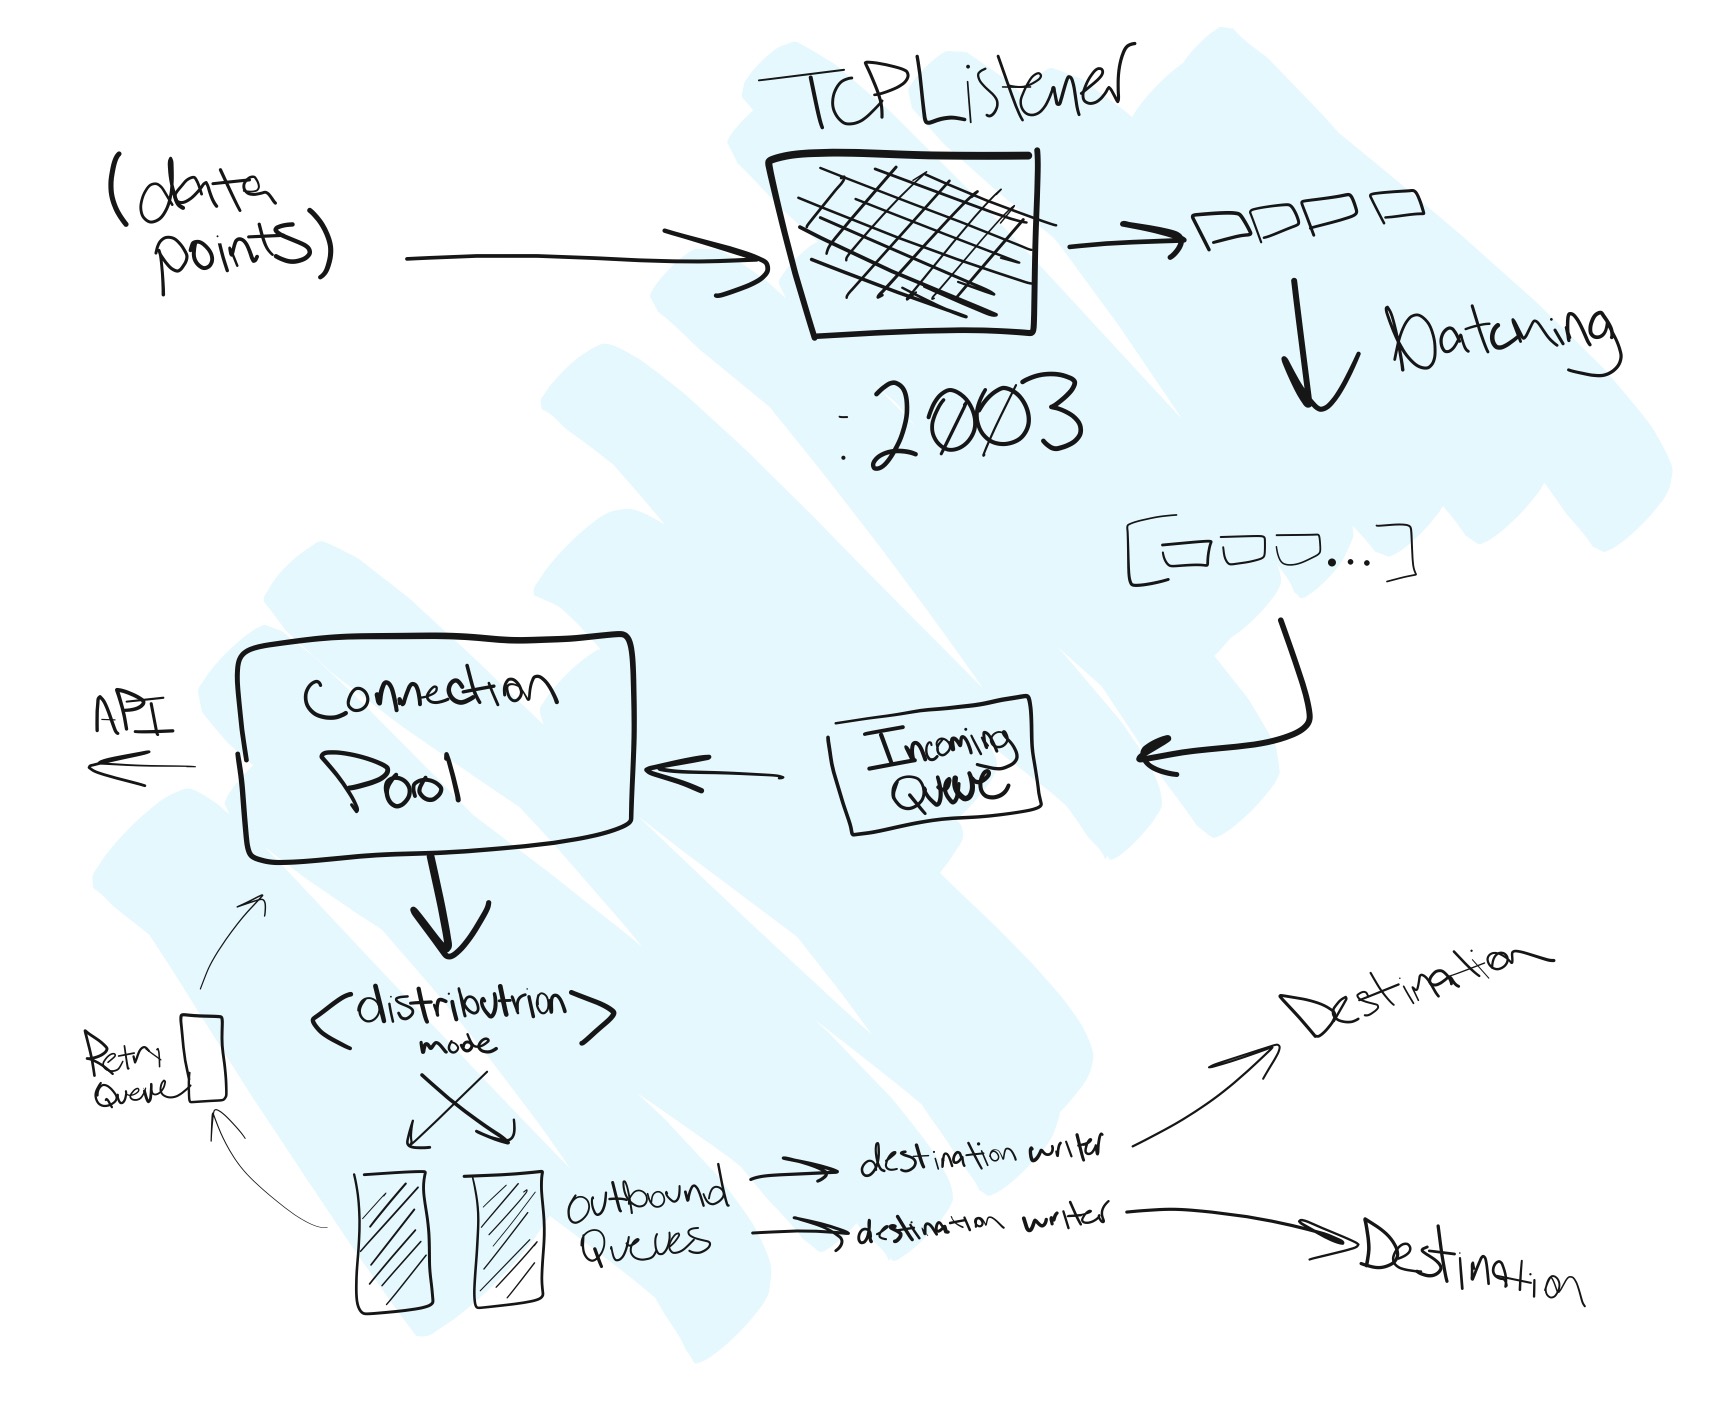 TCPListener
(data
points)
:2003
batching
[ ... ]
Connection
Pool
API
Incoming
Queue
<distributrion>
mode
Retry
Queue
outbound
Queues
destination writer
destination writer
Destination
Destination